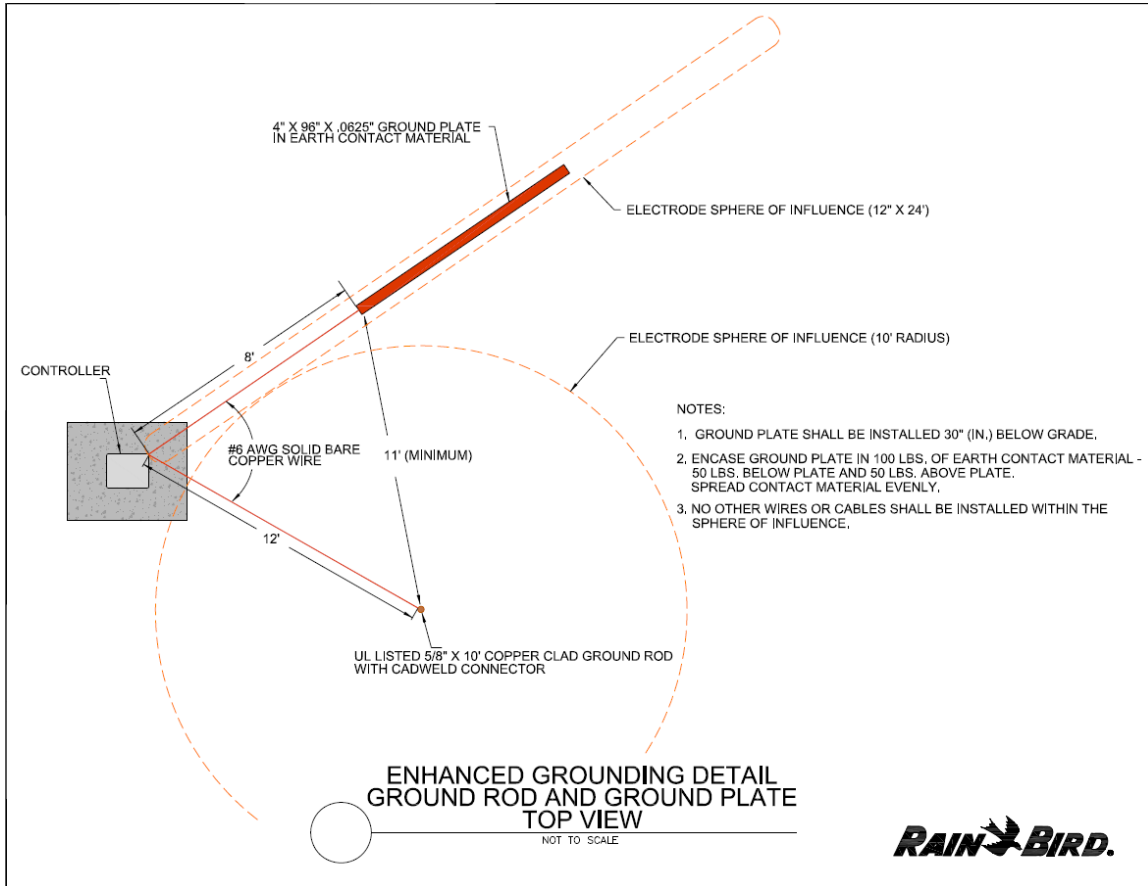 4" X 96" X .0625" GROUND PLATE
IN EARTH CONTACT MATERIAL
ELECTRODE SPHERE OF INFLUENCE (12" X 24')
8'
ELECTRODE SPHERE OF INFLUENCE (10' RADIUS)
CONTROLLER
#6 AWG SOLID BARE
COPPER WIRE
11' (MINIMUM)
12'
NOTES:
1. GROUND PLATE SHALL BE INSTALLED 30" (IN.) BELOW GRADE.
2. ENCASE GROUND PLATE IN 100 LBS. OF EARTH CONTACT MATERIAL -
50 LBS. BELOW PLATE AND 50 LBS. ABOVE PLATE.
SPREAD CONTACT MATERIAL EVENLY.
3. NO OTHER WIRES OR CABLES SHALL BE INSTALLED WITHIN THE
SPHERE OF INFLUENCE.
UL LISTED 5/8" X 10' COPPER CLAD GROUND ROD
WITH CADWELD CONNECTOR
ENHANCED GROUNDING DETAIL
GROUND ROD AND GROUND PLATE
TOP VIEW
NOT TO SCALE
RAIN BIRD.